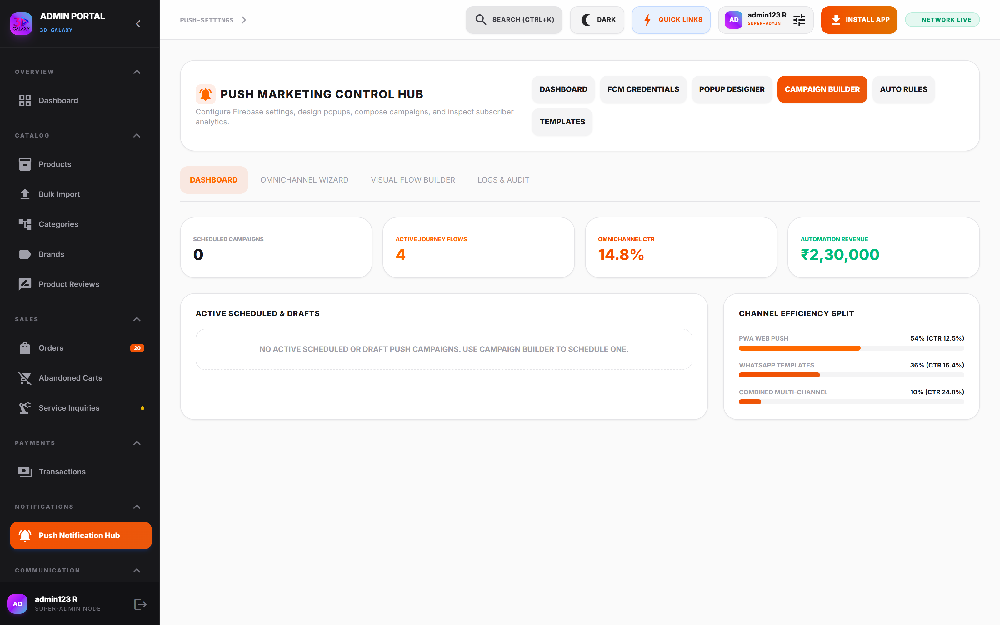 3D
GALAXY
ADMIN PORTAL
3D GALAXY
OVERVIEW
Dashboard
CATALOG
Products
Bulk Import
Categories
Brands
Product Reviews
SALES
Orders
20
Abandoned Carts
Service Inquiries
PAYMENTS
Transactions
NOTIFICATIONS
Push Notification Hub
COMMUNICATION
AD
admin123 R
SUPER-ADMIN NODE
PUSH-SETTINGS
SEARCH (CTRL+K)
DARK
QUICK LINKS
AD
admin123 R
SUPER-ADMIN
INSTALL APP
NETWORK LIVE
PUSH MARKETING CONTROL HUB
Configure Firebase settings, design popups, compose campaigns, and inspect subscriber
analytics.
DASHBOARD
FCM CREDENTIALS
POPUP DESIGNER
CAMPAIGN BUILDER
AUTO RULES
TEMPLATES
DASHBOARD
OMNICHANNEL WIZARD
VISUAL FLOW BUILDER
LOGS & AUDIT
SCHEDULED CAMPAIGNS
0
ACTIVE JOURNEY FLOWS
4
OMNICHANNEL CTR
14.8%
AUTOMATION REVENUE
₹2,30,000
ACTIVE SCHEDULED & DRAFTS
NO ACTIVE SCHEDULED OR DRAFT PUSH CAMPAIGNS. USE CAMPAIGN BUILDER TO SCHEDULE ONE.
CHANNEL EFFICIENCY SPLIT
PWA WEB PUSH
54% (CTR 12.5%)
WHATSAPP TEMPLATES
36% (CTR 16.4%)
COMBINED MULTI-CHANNEL
10% (CTR 24.8%)